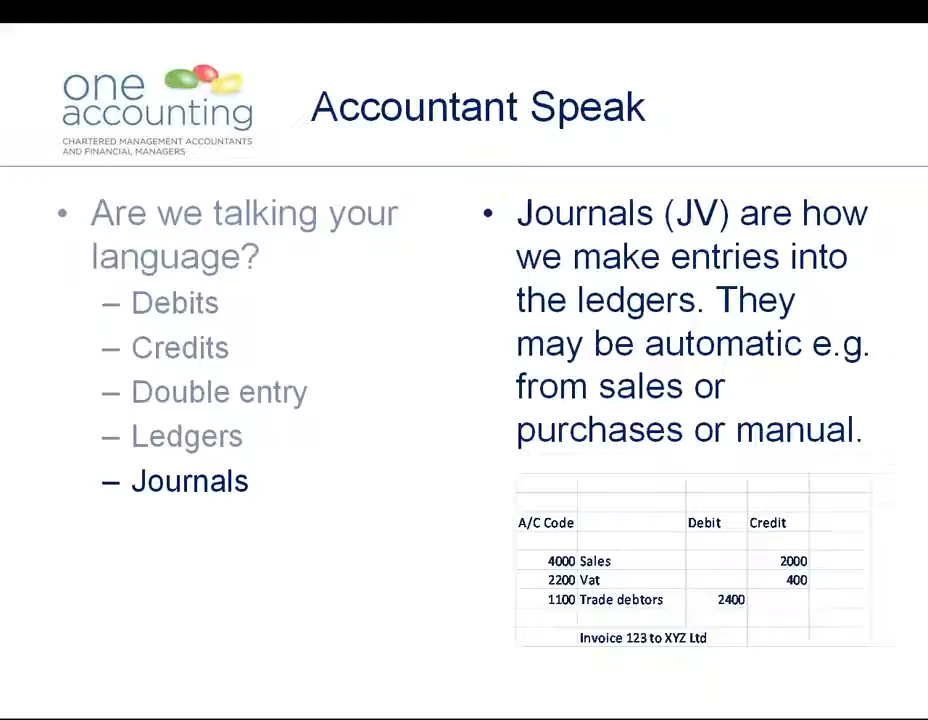 one
accounting
CHARTERED MANAGEMENT ACCOUNTANTS
AND FINANCIAL MANAGERS
Accountant Speak
• Are we talking your
language?
– Debits
– Credits
– Double entry
– Ledgers
– Journals
• Journals (JV) are how
we make entries into
the ledgers. They
may be automatic e.g.
from sales or
purchases or manual.
A/C Code Debit Credit
4000 Sales 2000
2200 Vat 400
1100 Trade debtors 2400
Invoice 123 to XYZ Ltd